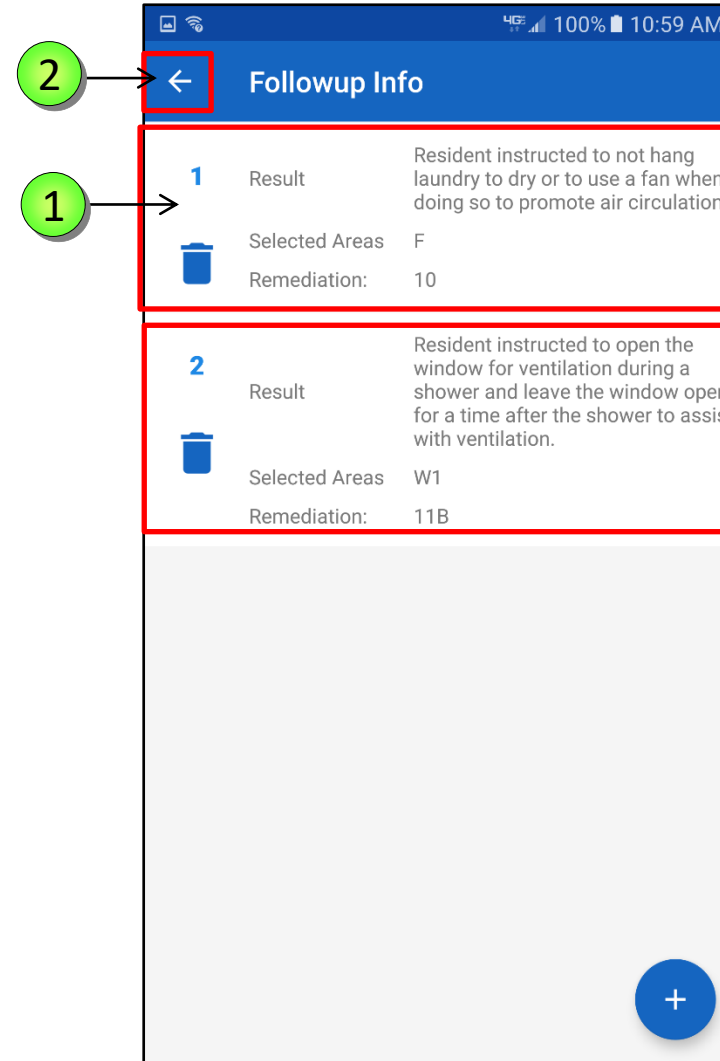 4GE 100% 10:59 AM
2
Followup Info
1
1
Result
Resident instructed to not hang
laundry to dry or to use a fan when
doing so to promote air circulation
Selected Areas F
Remediation: 10
2
Result
Resident instructed to open the
window for ventilation during a
shower and leave the window open
for a time after the shower to assis
with ventilation.
Selected Areas W1
Remediation: 11B
+